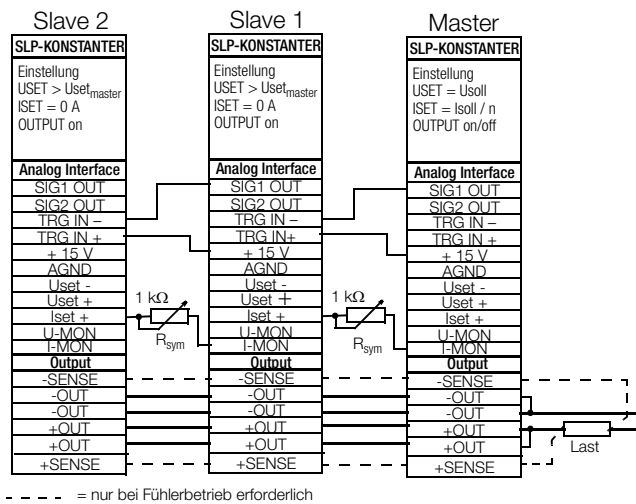 Slave 2
SLP-KONSTANTER
Einstellung
USET > Usetmaster
ISET = 0 A
OUTPUT on
Analog Interface
SIG1 OUT
SIG2 OUT
TRG IN –
TRG IN +
+ 15 V
AGND
Uset -
Uset +
Iset +
U-MON
I-MON
Output
-SENSE
-OUT
-OUT
+OUT
+OUT
+SENSE
1 kΩ
Rsym
Slave 1
SLP-KONSTANTER
Einstellung
USET > Usetmaster
ISET = 0 A
OUTPUT on
Analog Interface
SIG1 OUT
SIG2 OUT
TRG IN –
TRG IN+
+ 15 V
AGND
Uset -
Uset +
Iset +
U-MON
I-MON
Output
-SENSE
-OUT
-OUT
+OUT
+OUT
+SENSE
1 kΩ
Rsym
Master
SLP-KONSTANTER
Einstellung
USET = Usoll
ISET = Isoll / n
OUTPUT on/off
Analog Interface
SIG1 OUT
SIG2 OUT
TRG IN –
TRG IN +
+ 15 V
AGND
Uset -
Uset +
Iset +
U-MON
I-MON
Output
-SENSE
-OUT
-OUT
+OUT
+OUT
+SENSE
Last
= nur bei Fühlerbetrieb erforderlich